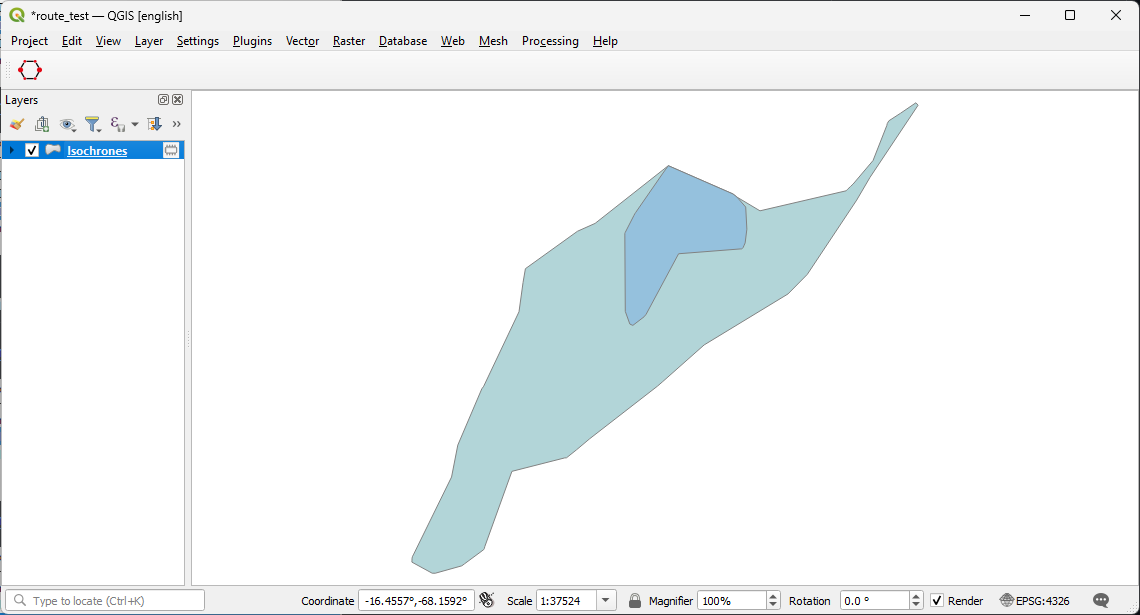 *route_test — QGIS [english]
Project Edit View Layer Settings Plugins Vector Raster Database Web Mesh Processing Help
Layers
Isochrones
Type to locate (Ctrl+K) Coordinate -16.4557°,-68.1592° Scale 1:37524 Magnifier 100% Rotation 0.0 ° Render EPSG:4326